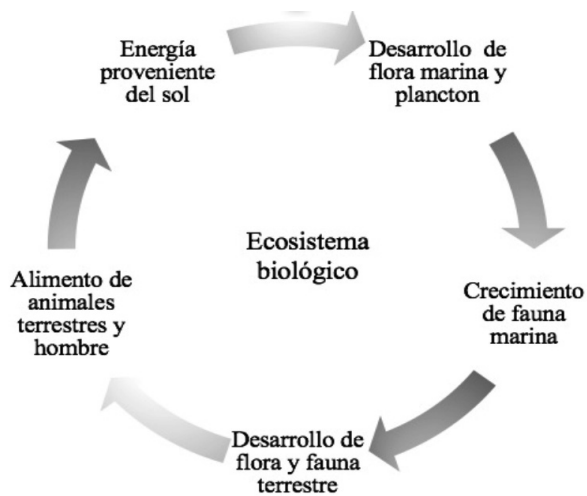 Energía
proveniente
del sol
Desarrollo de
flora marina y
plancton
Crecimiento
de fauna
marina
Desarrollo de
flora y fauna
terrestre
Alimento de
animales
terrestres y
hombre
Ecosistema
biológico